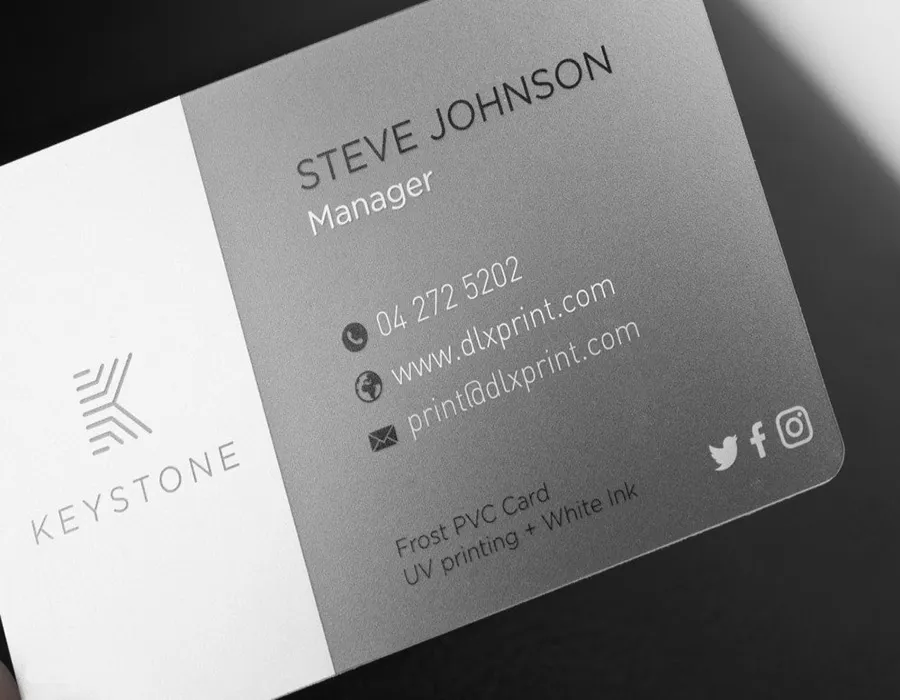 STEVE JOHNSON
Manager
04 272 5202
www.dlxprint.com
print@dlxprint.com
KEYSTONE
Frost PVC Card
UV printing + White Ink